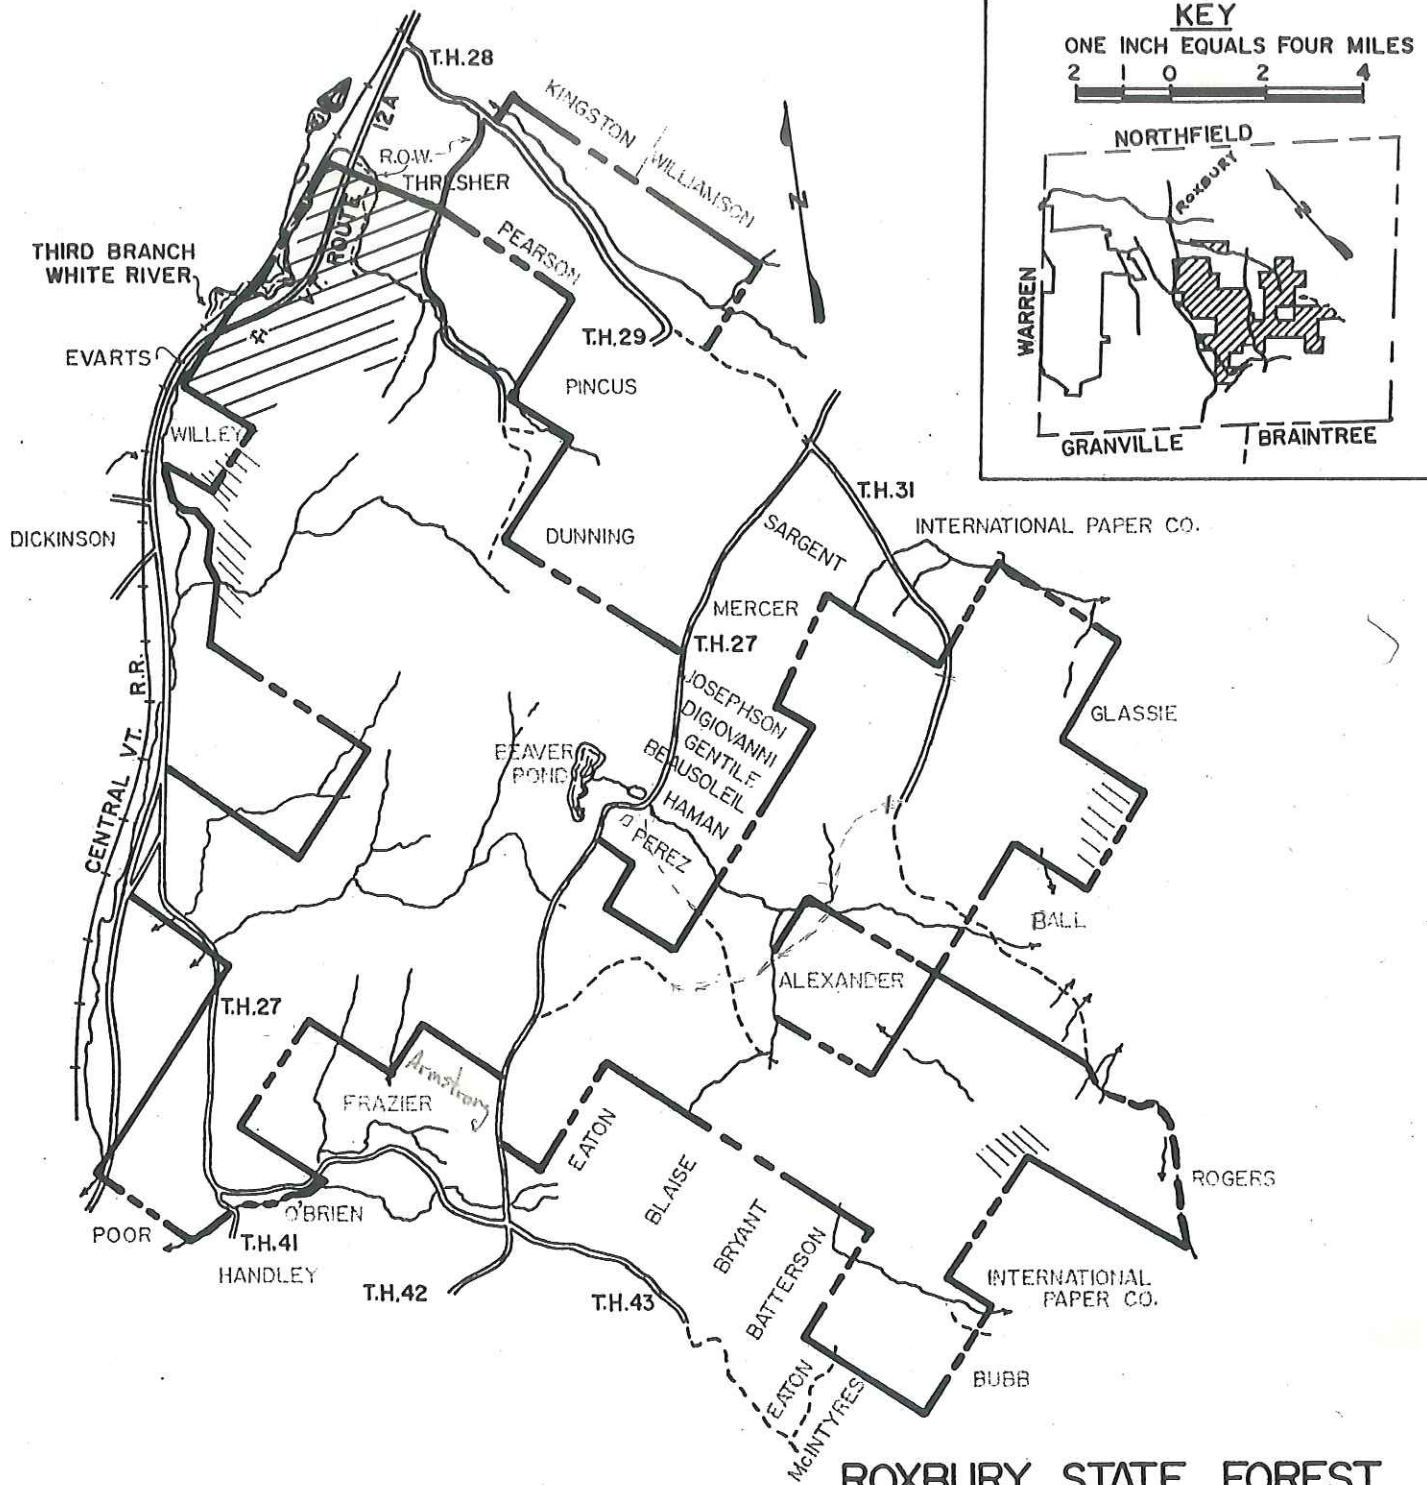 KEY
ONE INCH EQUALS FOUR MILES
2 1 0 2 4
NORTHFIELD
ROXBURY
N
WARREN
GRANVILLE
BRAINTREE
T.H.28
12A
KINGSTON
WILLIAMSON
R.O.W.
THRESHER
N
VT. ROUTE
PEARSON
THIRD BRANCH
WHITE RIVER
T.H.29
EVARTS
PINCUS
WILLEY
T.H.31
DICKINSON
DUNNING
SARGENT
INTERNATIONAL PAPER CO.
MERCER
T.H.27
CENTRAL VT. R.R.
JOSEPHSON
DIGIOVANNI
GENTILE
BEAUSOLEIL
HAMAN
GLASSIE
BEAVER
POND
PEREZ
BALL
ALEXANDER
T.H.27
Armstrong
FRAZIER
EATON
BLAISE
BRYANT
BATTERSON
ROGERS
POOR
O'BRIEN
T.H.41
HANDLEY
T.H.42
T.H.43
INTERNATIONAL
PAPER CO.
EATON
McINTYRES
BUBB
ROXBURY STATE FOREST